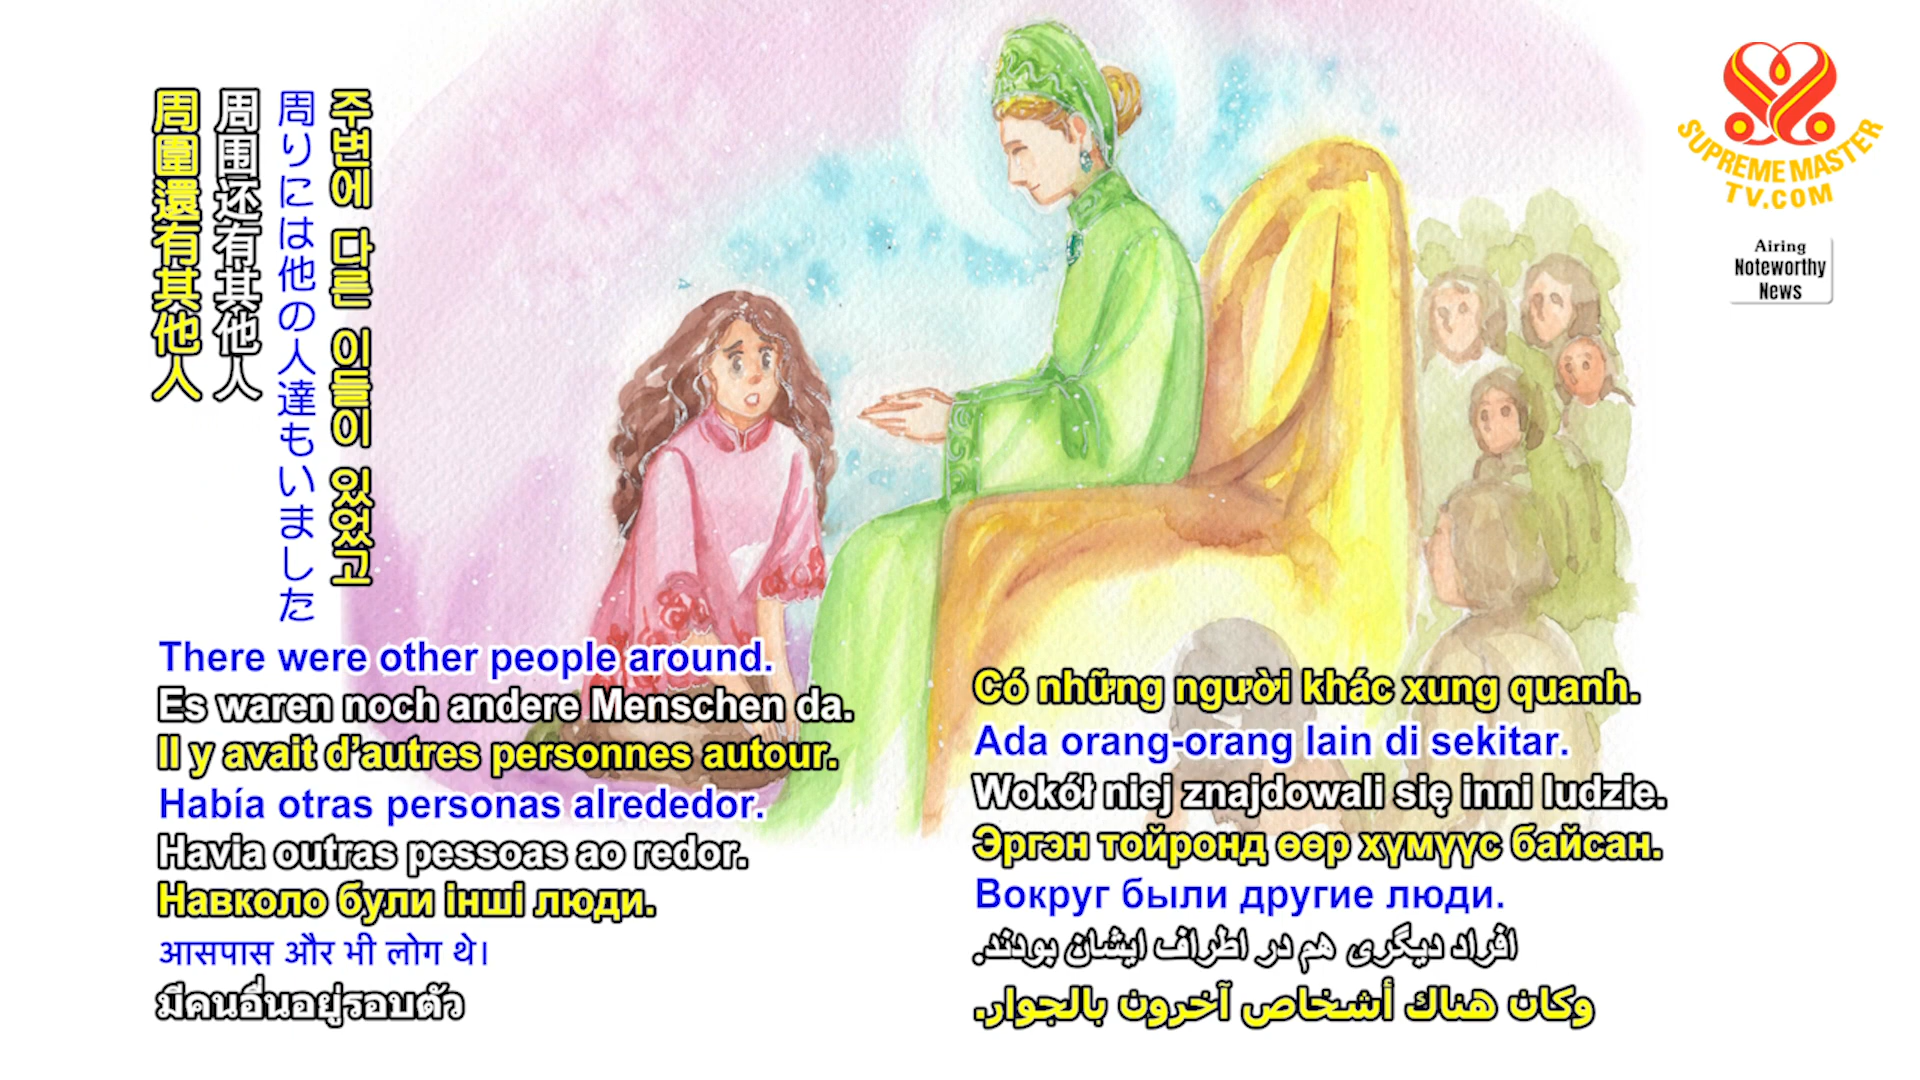 周圍還有其他人
周围还有其他人
周りには他の人達もいました
주변에 다른 이들이 있었고
There were other people around.
Es waren noch andere Menschen da.
Il y avait d’autres personnes autour.
Había otras personas alrededor.
Havia outras pessoas ao redor.
Навколо були інші люди.
आसपास और भी लोग थे।
มีคนอื่นอยู่รอบตัว
Có những người khác xung quanh.
Ada orang-orang lain di sekitar.
Wokół niej znajdowali się inni ludzie.
Эргэн тойронд өөр хүмүүс байсан.
Вокруг были другие люди.
افراد دیگری هم در اطراف ایشان بودند.
وكان هناك أشخاص آخرون بالجوار.
SUPREME MASTER
TV.COM
Airing
Noteworthy
News